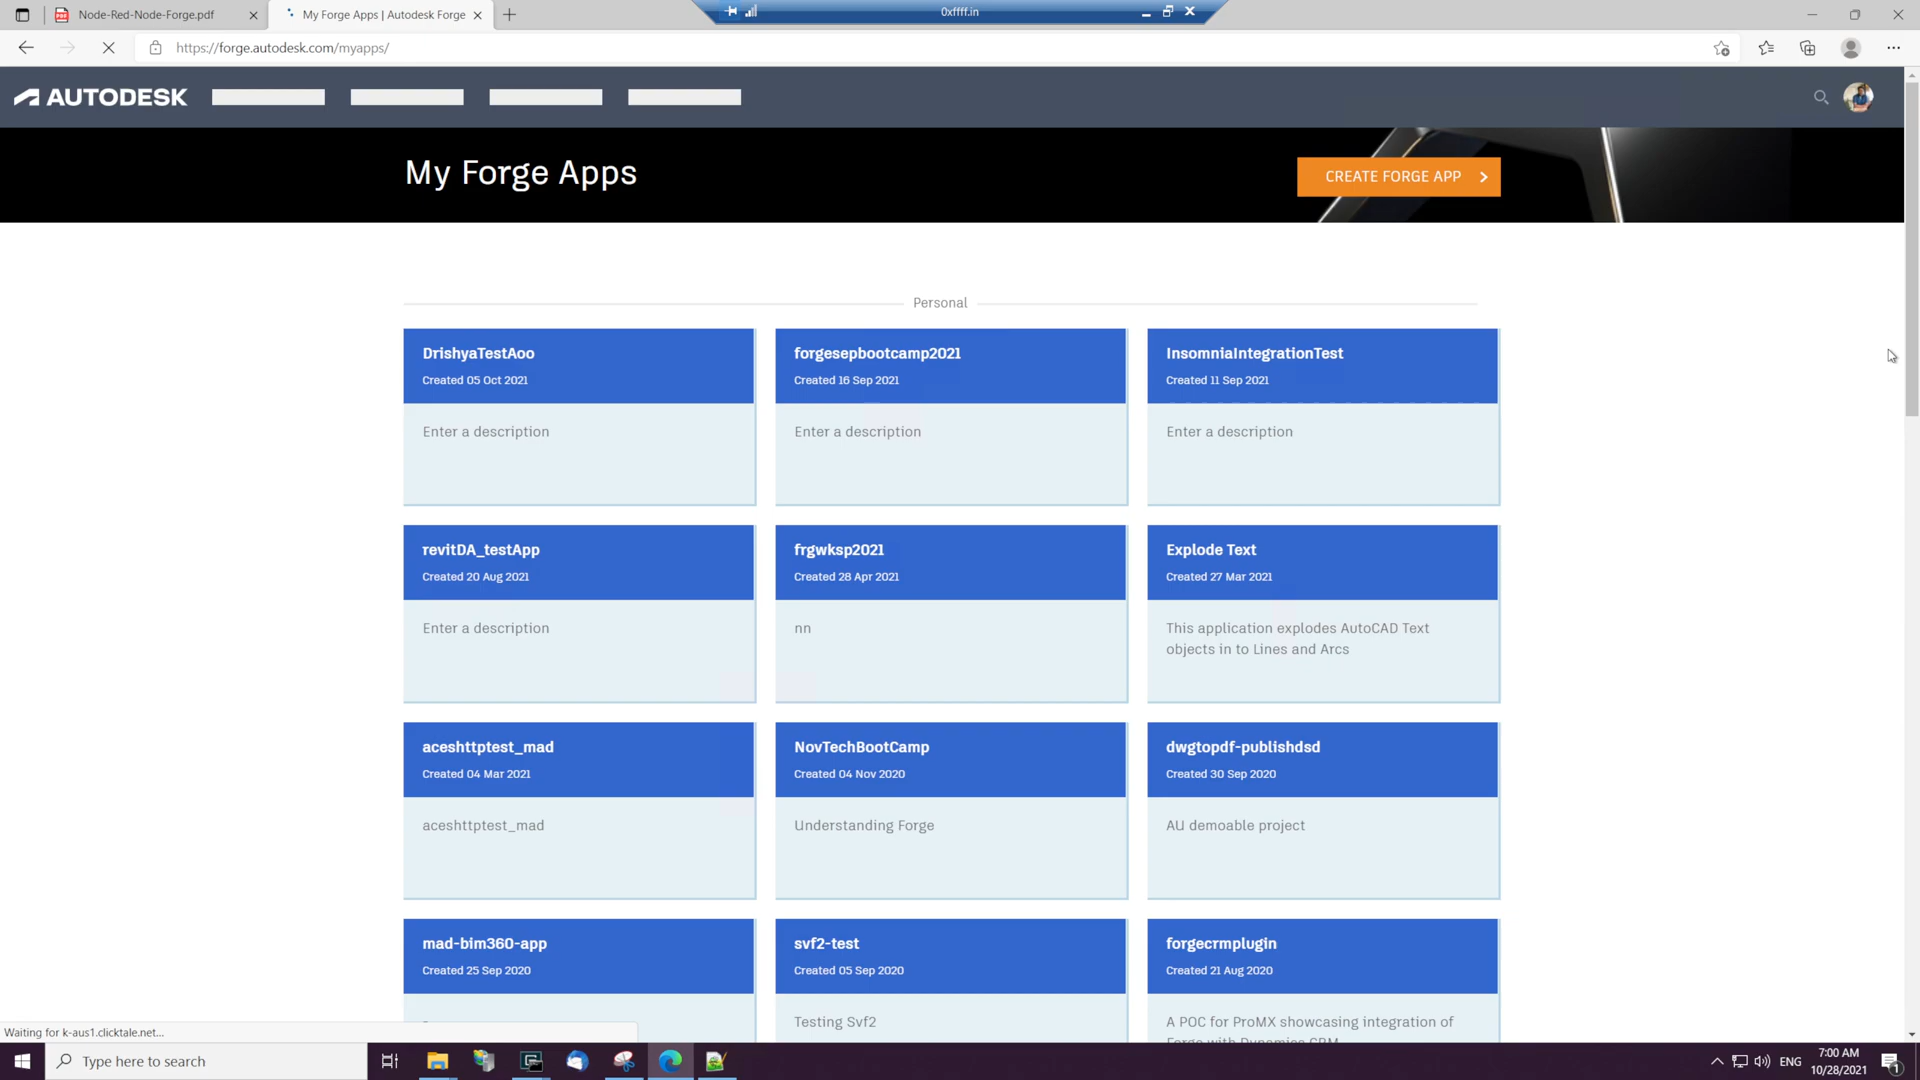 Node-Red-Node-Forge.pdf
My Forge Apps | Autodesk Forge
0xffff.in
https://forge.autodesk.com/myapps/
AUTODESK
My Forge Apps
CREATE FORGE APP
Personal
DrishyaTestAoo
Created 05 Oct 2021
Enter a description
forgesepbootcamp2021
Created 16 Sep 2021
Enter a description
InsomniaIntegrationTest
Created 11 Sep 2021
Enter a description
revitDA_testApp
Created 20 Aug 2021
Enter a description
frgwksp2021
Created 28 Apr 2021
nn
Explode Text
Created 27 Mar 2021
This application explodes AutoCAD Text
objects in to Lines and Arcs
aceshttptest_mad
Created 04 Mar 2021
aceshttptest_mad
NovTechBootCamp
Created 04 Nov 2020
Understanding Forge
dwgtopdf-publishdsd
Created 30 Sep 2020
AU demoable project
mad-bim360-app
Created 25 Sep 2020
svf2-test
Created 05 Sep 2020
Testing Svf2
forgecrmplugin
Created 21 Aug 2020
A POC for ProMX showcasing integration of
Forge with Dynamics CRM
Waiting for k-aus1.clicktale.net...
Type here to search
ENG
7:00 AM
10/28/2021
1